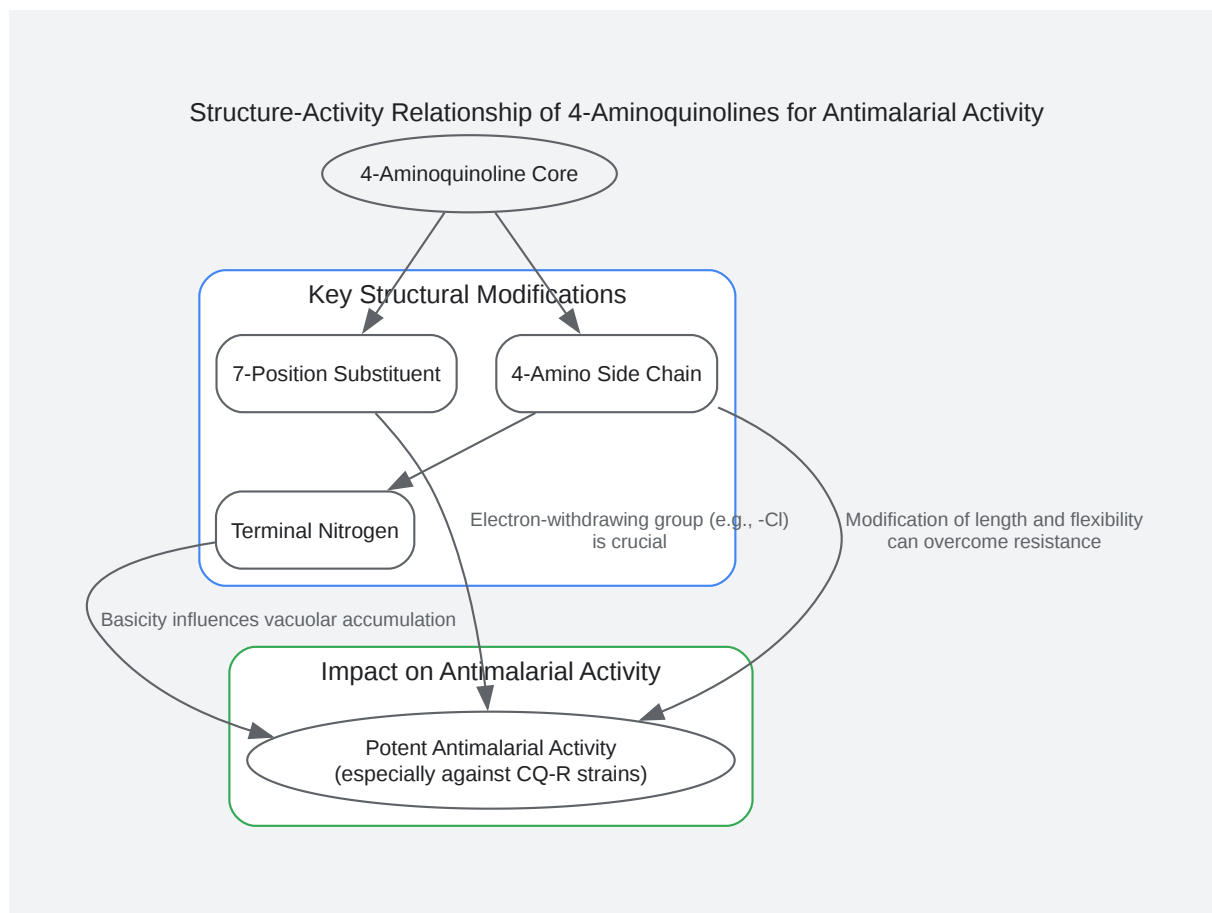 Structure-Activity Relationship of 4-Aminoquinolines for Antimalarial Activity
4-Aminoquinoline Core
Key Structural Modifications
7-Position Substituent
4-Amino Side Chain
Terminal Nitrogen
Electron-withdrawing group (e.g., -Cl)
is crucial
Modification of length and flexibility
can overcome resistance
Basicity influences vacuolar accumulation
Impact on Antimalarial Activity
Potent Antimalarial Activity
(especially against CQ-R strains)